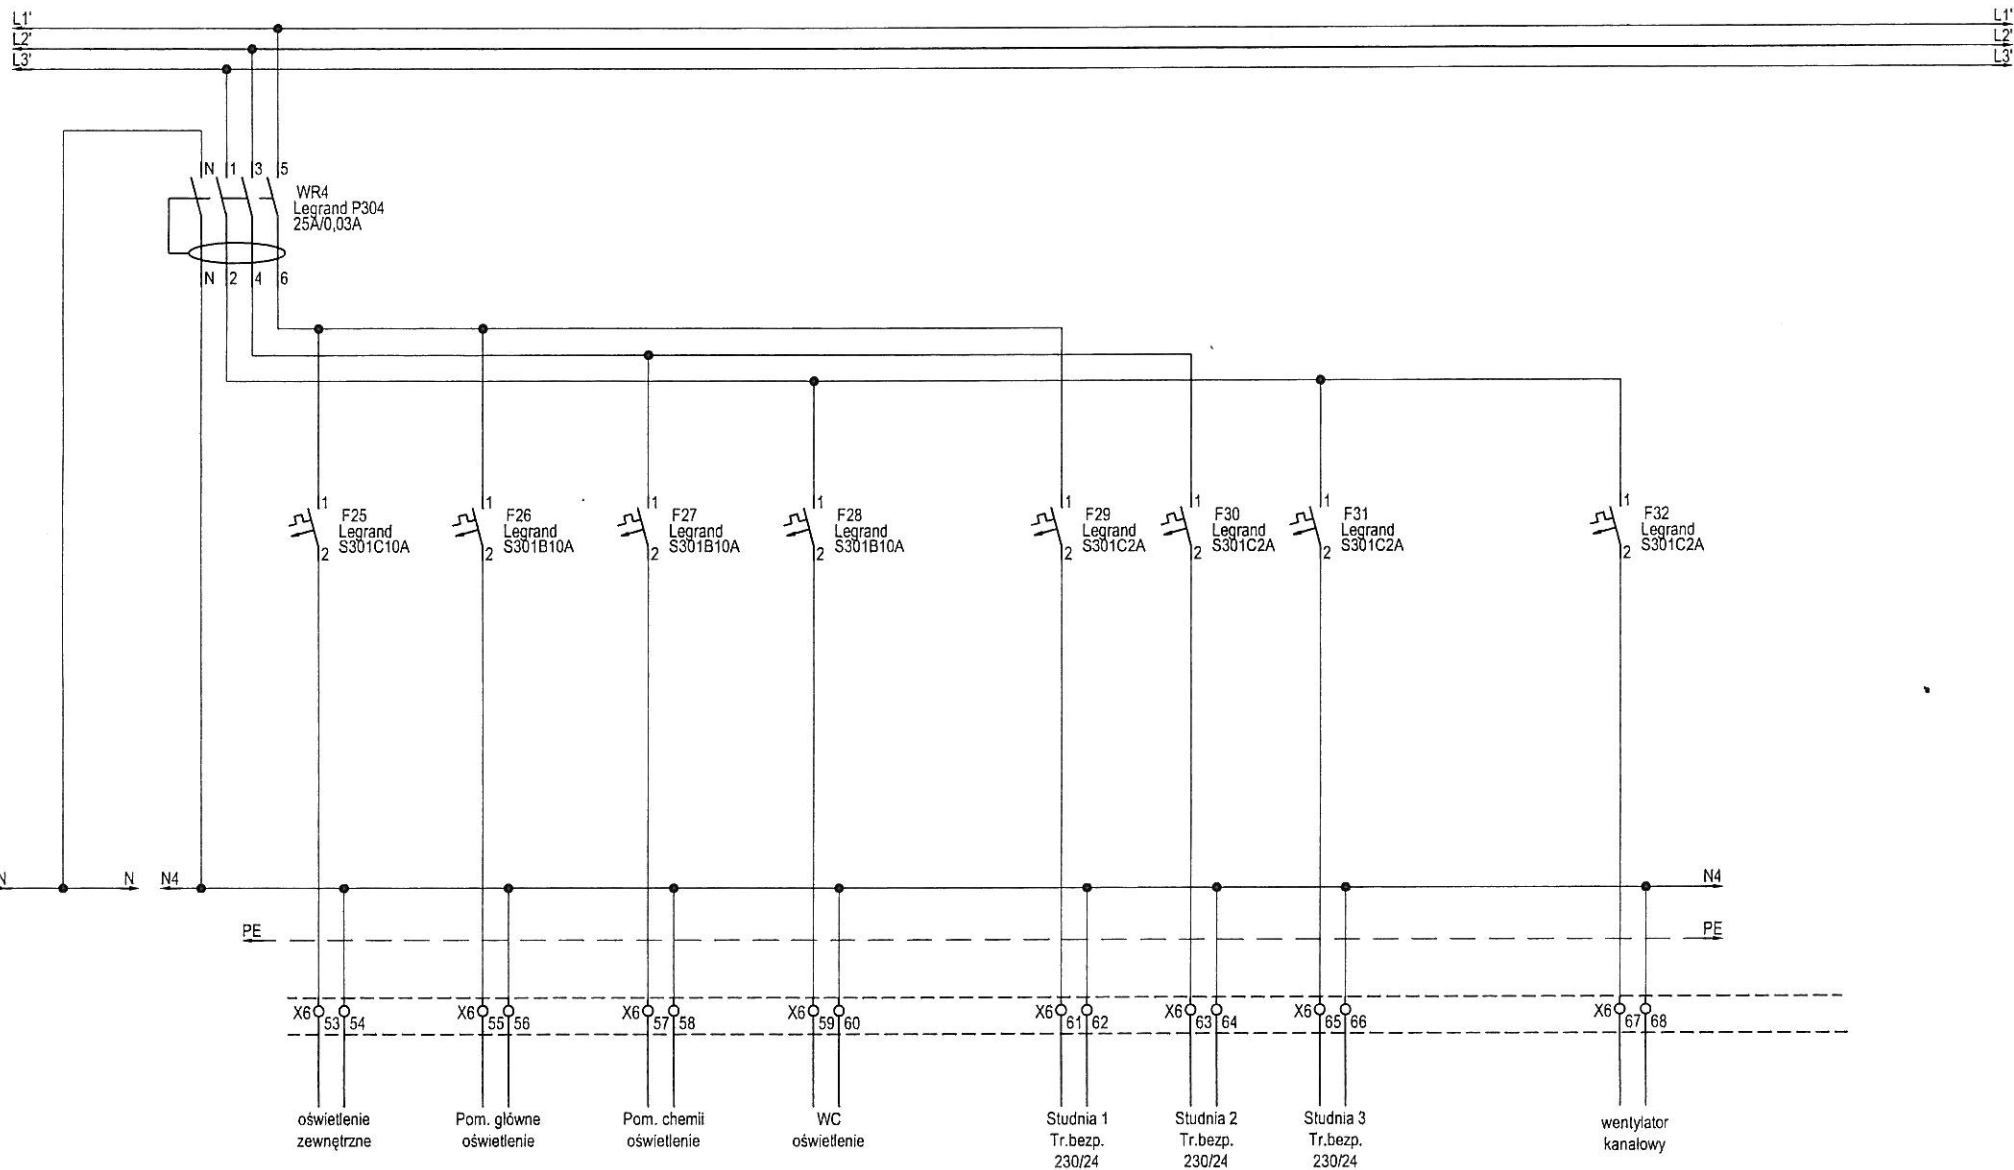 L1' L1'
L2' L2'
L3' L3'
N 1 3 5
WR4
Legrand P304
25A/0,03A
N 2 4 6
1 1 1 1 1 1 1 1
F25 F26 F27 F28 F29 F30 F31 F32
Legrand Legrand Legrand Legrand Legrand Legrand Legrand Legrand
S301C10A S301B10A S301B10A S301B10A S301C2A S301C2A S301C2A S301C2A
2 2 2 2 2 2 2 2
N N N4 N4
PE PE
X6 53 54 X6 55 56 X6 57 58 X6 59 60 X6 61 62 X6 63 64 X6 65 66 X6 67 68
oświetlenie
zewnętrzne
Pom. główne
oświetlenie
Pom. chemii
oświetlenie
WC
oświetlenie
Studnia 1
Tr.bezp.
230/24
Studnia 2
Tr.bezp.
230/24
Studnia 3
Tr.bezp.
230/24
wentylator
kanałowy